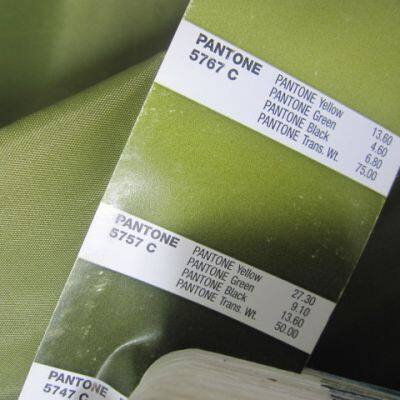 PANTONE
5767 C
PANTONE Yellow 13.60
PANTONE Green 4.60
PANTONE Black 6.80
PANTONE Trans. Wt. 75.00
PANTONE
5757 C
PANTONE Yellow 27.30
PANTONE Green 9.10
PANTONE Black 13.60
PANTONE Trans. Wt. 50.00
PANTONE
5747 C